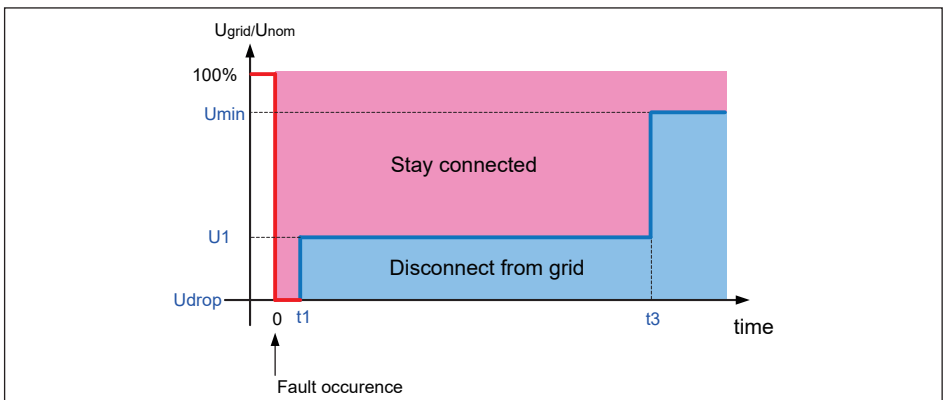 Ugrid/Unom
100%
Umin
Stay connected
U1
Disconnect from grid
Udrop
0 t1 t3
time
Fault occurence